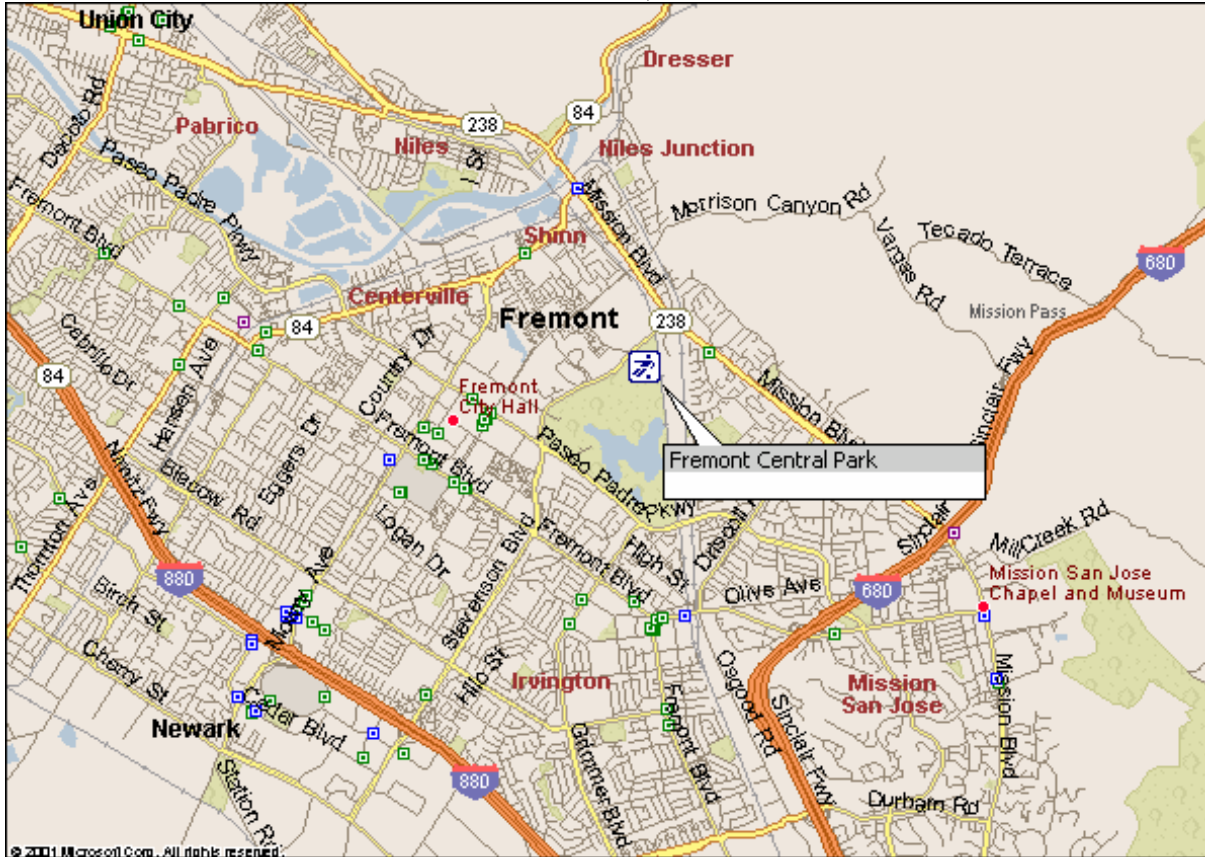 Union City
Dresser
84
Dacoto Rd
Pabrico
238
Niles
I St
Niles Junction
Paseo Padre Pkwy
Mission Blvd
Morrison Canyon Rd
Fremont Blvd
Shinn
Vargas Rd
Tecado Terrace
680
Centerville
Fremont
238
Mission Pass
84
Cabrillo Dr
Country Dr
84
Hansen Ave
Fremont
City Hall
Mission Blvd
Sinclair Fwy
Fremont Central Park
Eggers Dr
Fremont Blvd
Paseo Padre Pkwy
Nimitz Fwy
Blacow Rd
Thornton Ave
Logan Dr
Stevenson Blvd
Fremont Blvd
High St
Driscoll
Sinclair
Mill Creek Rd
880
Mowry Ave
Olive Ave
680
Mission San Jose
Chapel and Museum
Birch St
Cherry St
Hilo St
Irvington
Osgood Rd
Mission
San Jose
Newark
Carter Blvd
Fremont Blvd
Sinclair Fwy
Mission Blvd
Station Rd
880
Grimmer Blvd
Durham Rd
© 2001 Microsoft Corp. All rights reserved.